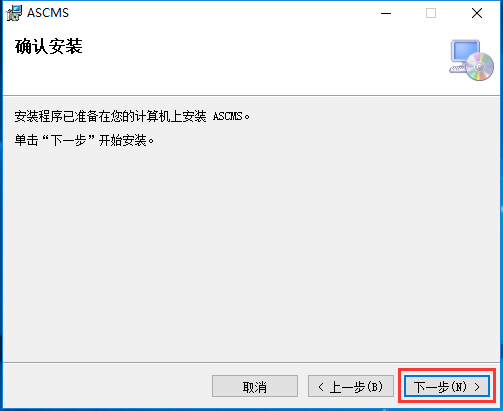 ASCMS
确认安装
安装程序已准备在您的计算机上安装 ASCMS。
单击“下一步”开始安装。
取消
< 上一步(B)
下一步(N) >